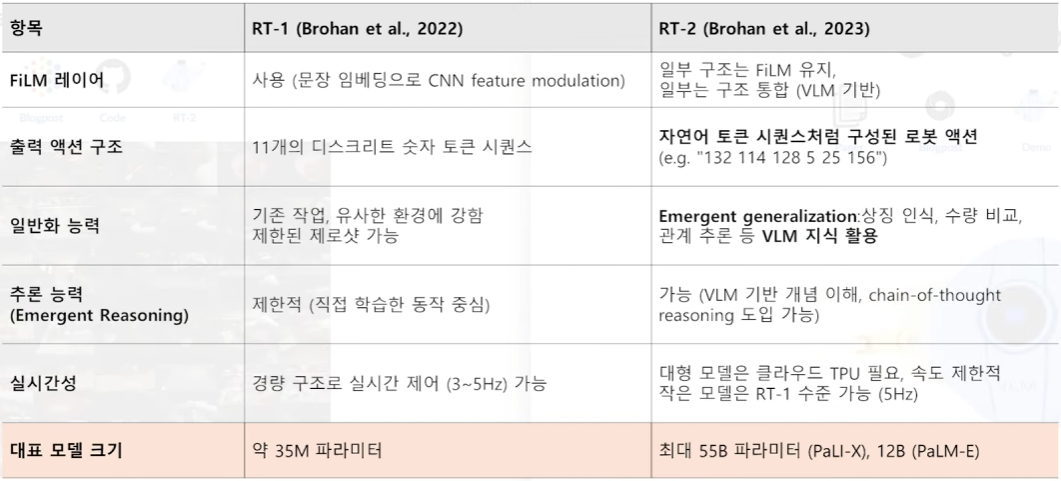 항목
RT-1 (Brohan et al., 2022)
RT-2 (Brohan et al., 2023)
FiLM 레이어
사용 (문장 임베딩으로 CNN feature modulation)
일부 구조는 FiLM 유지,
일부는 구조 통합 (VLM 기반)
Blogpost
Code
RT-2
출력 액션 구조
11개의 디스크리트 숫자 토큰 시퀀스
자연어 토큰 시퀀스처럼 구성된 로봇 액션
(e.g. "132 114 128 5 25 156")
Blogpost
Demo
일반화 능력
기존 작업, 유사한 환경에 강함
제한된 제로샷 가능
Emergent generalization:상징 인식, 수량 비교,
관계 추론 등 VLM 지식 활용
추론 능력
(Emergent Reasoning)
제한적 (직접 학습한 동작 중심)
가능 (VLM 기반 개념 이해, chain-of-thought
reasoning 도입 가능)
실시간성
경량 구조로 실시간 제어 (3~5Hz) 가능
대형 모델은 클라우드 TPU 필요, 속도 제한적
작은 모델은 RT-1 수준 가능 (5Hz)
대표 모델 크기
약 35M 파라미터
최대 55B 파라미터 (PaLI-X), 12B (PaLM-E)